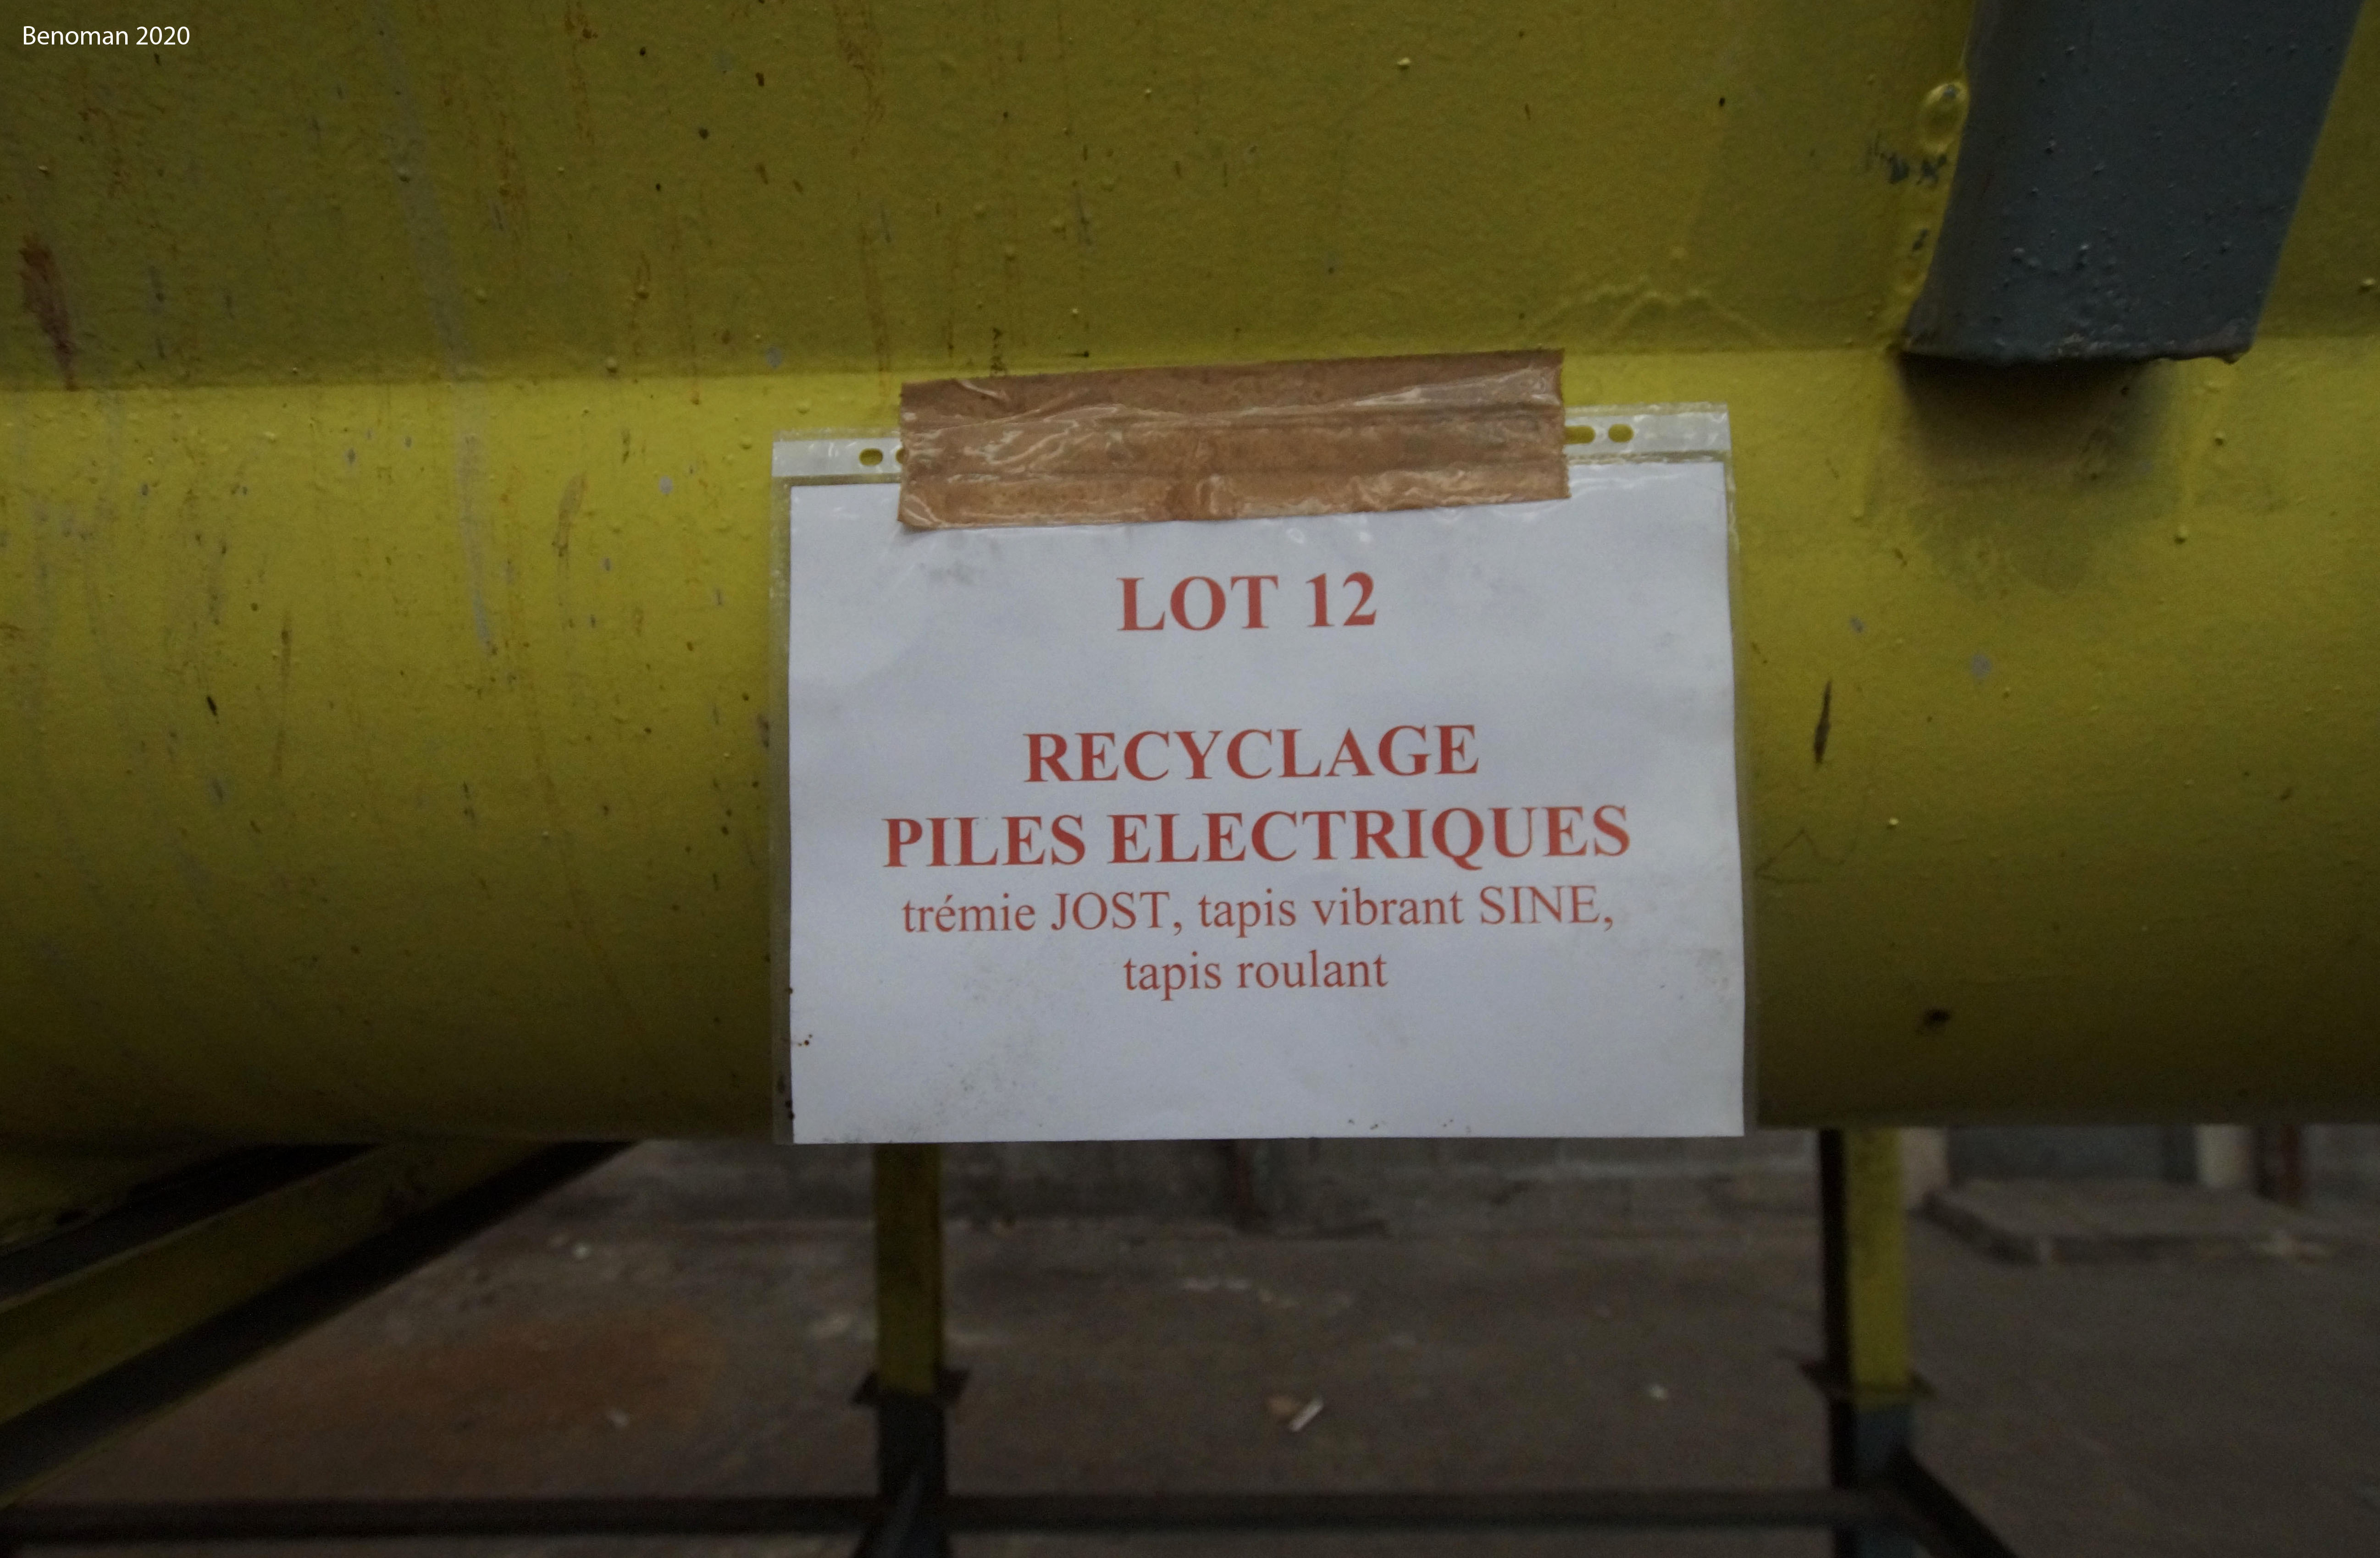 Benoman 2020
LOT 12
RECYCLAGE
PILES ELECTRIQUES
trémie JOST, tapis vibrant SINE,
tapis roulant